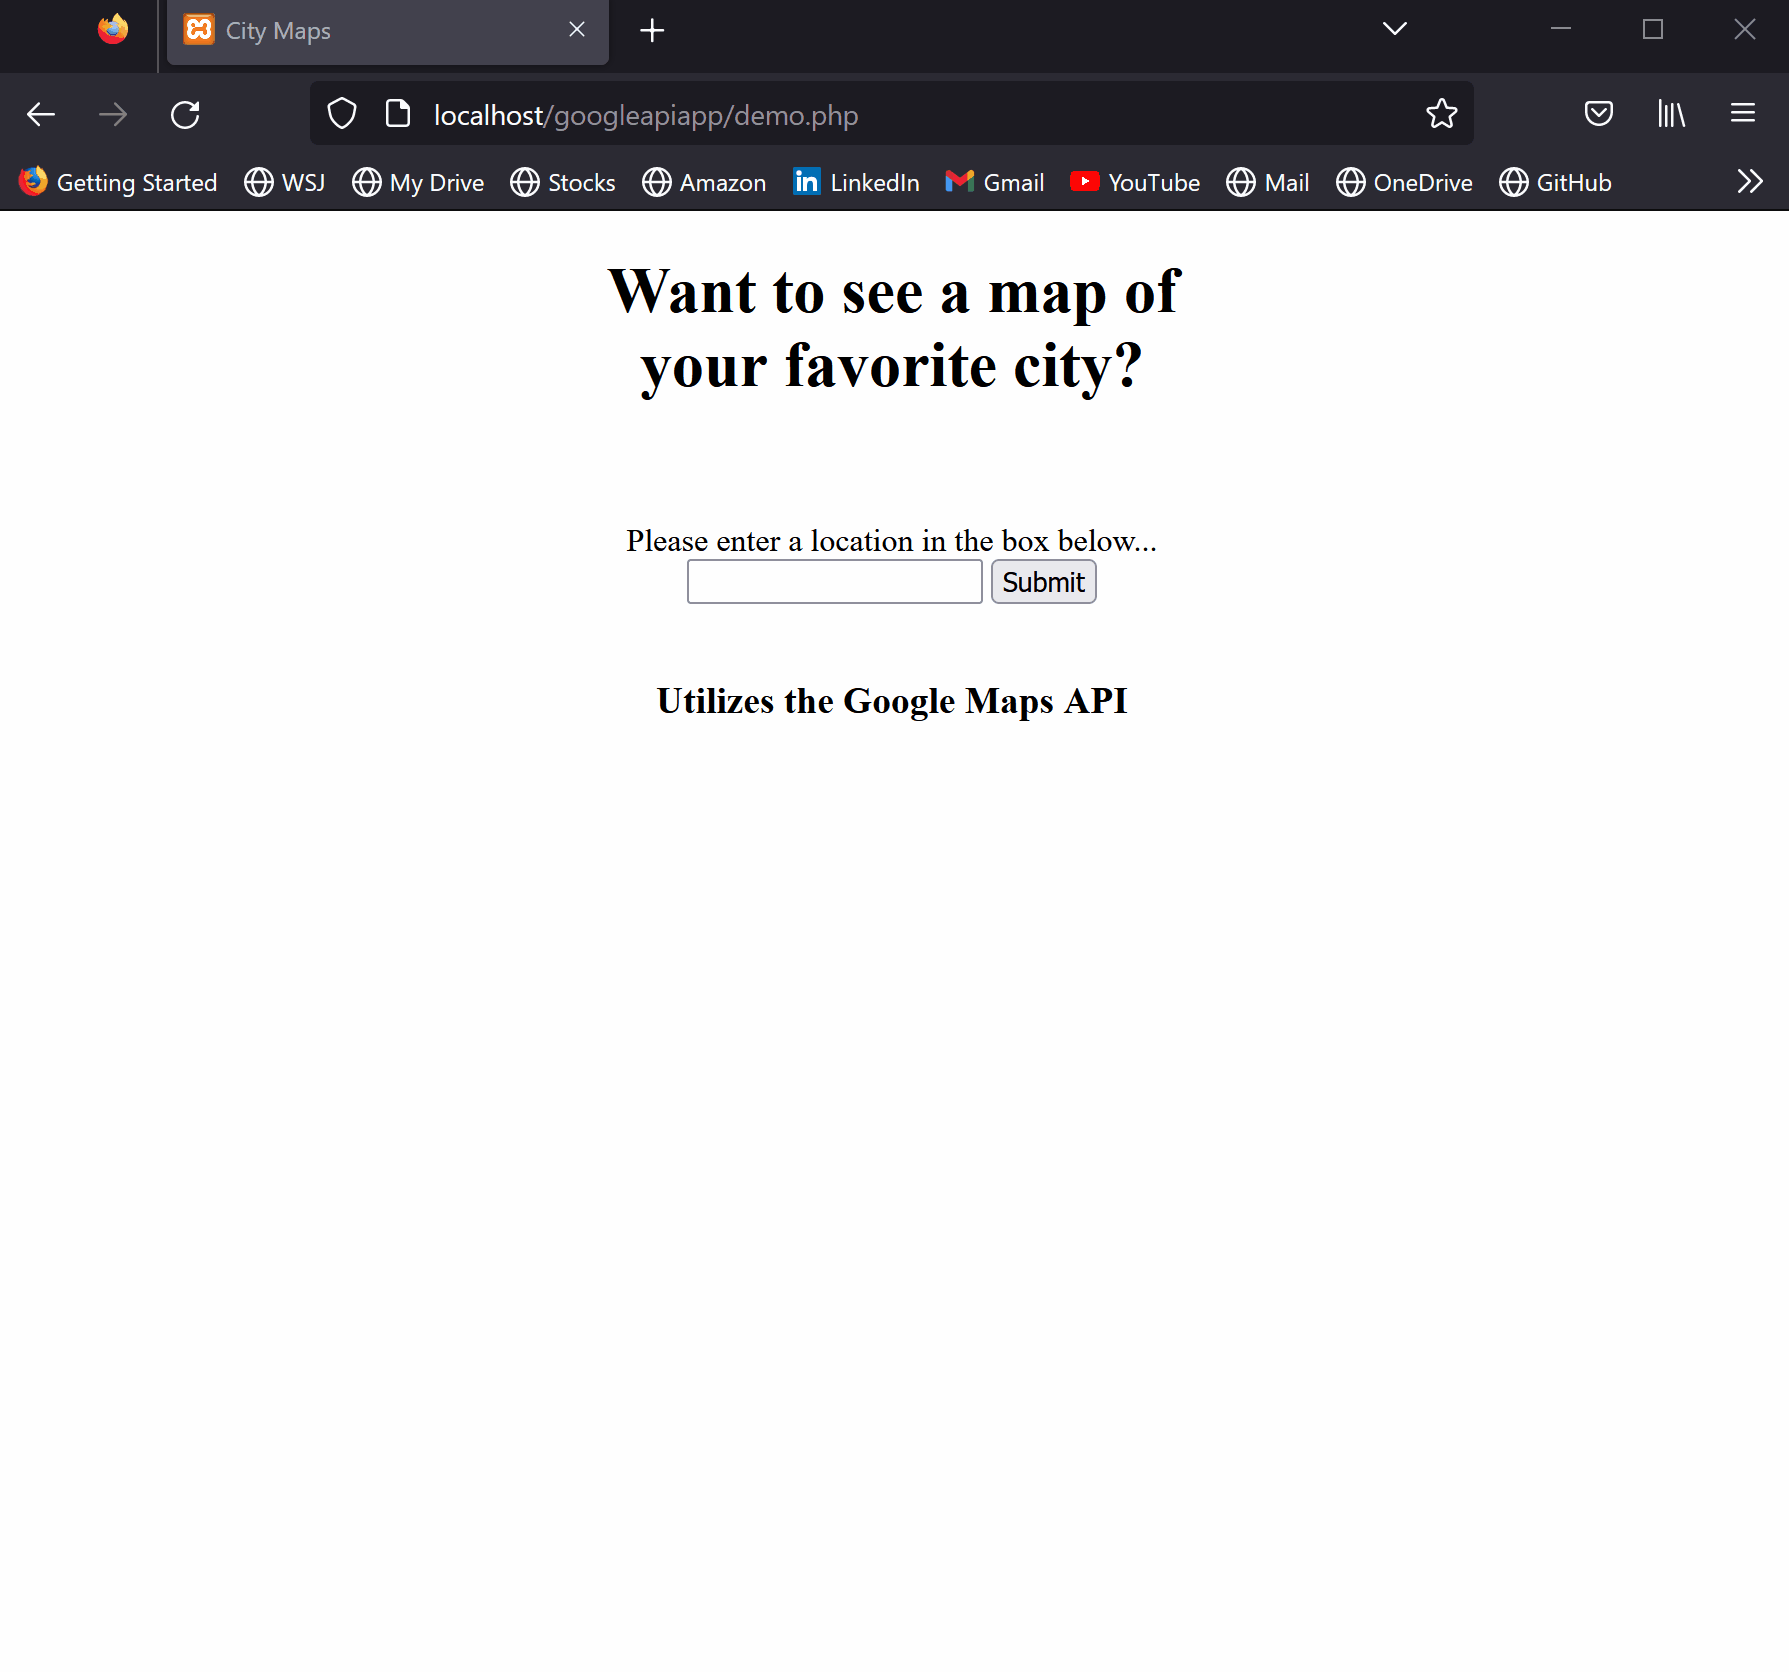 City Maps
localhost/googleapiapp/demo.php
Getting Started WSJ My Drive Stocks Amazon LinkedIn Gmail YouTube Mail OneDrive GitHub
Want to see a map of
your favorite city?
Please enter a location in the box below...
Submit
Utilizes the Google Maps API